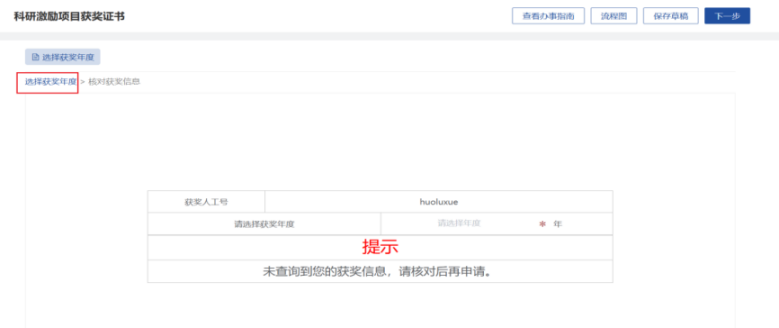 科研激励项目获奖证书 查看办事指南 流程图 保存草稿 下一步
选择获奖年度
选择获奖年度 > 核对获奖信息
获奖人工号 huoluxue
请选择获奖年度 请选择年度 * 年
提示
未查询到您的获奖信息，请核对后再申请。